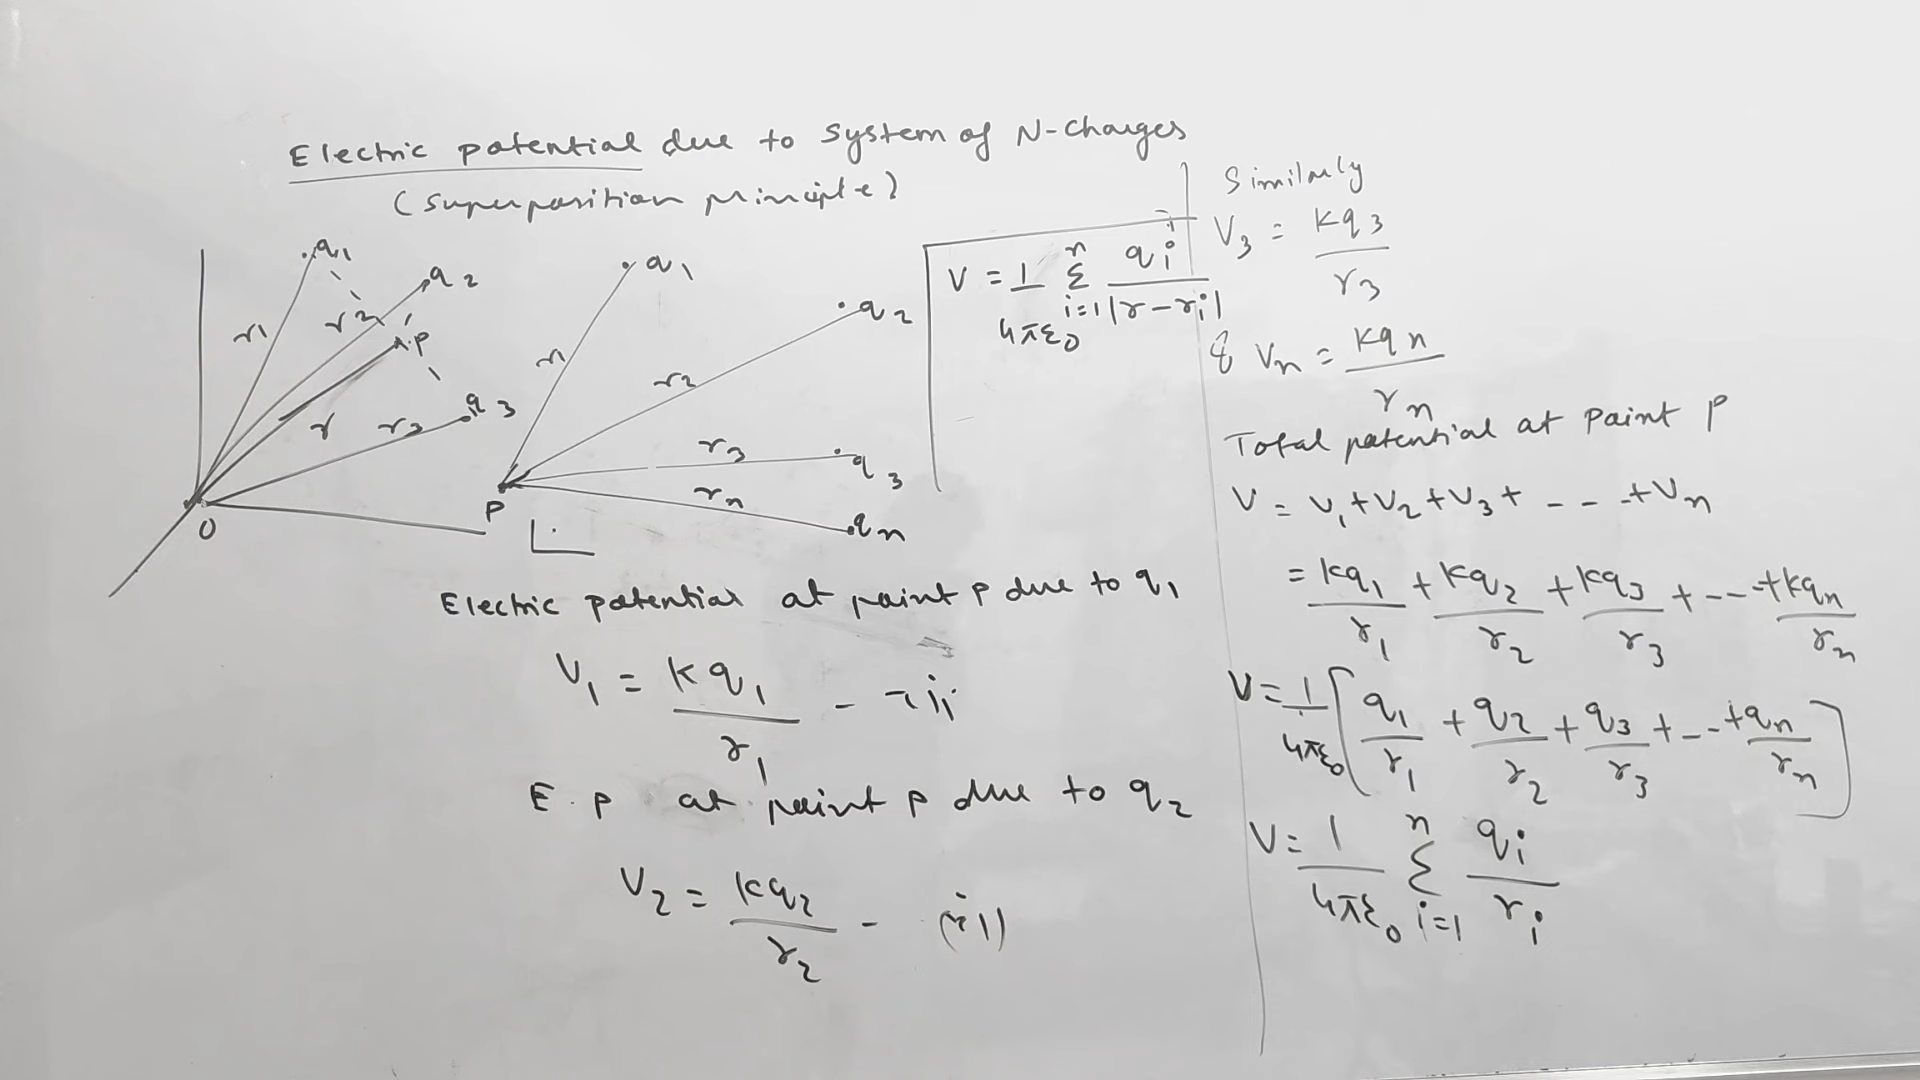 Electric potential due to System of N-Charges
(Superposition principle)
q1
q2
r1
r2
P
q3
r
r3
O
q1
q2
r1
r2
r3
q3
rn
qn
P
V = 1/4πε0 Σ i=1 n qi/|r-ri|
Electric potential at point P due to q1
V1 = Kq1/r1
E.P at point P due to q2
V2 = Kq2/r2 - (ii)
Similarly
V3 = Kq3/r3
& Vn = Kqn/rn
Total potential at Point P
V = V1+V2+V3+ - - -+Vn
= Kq1/r1 + Kq2/r2 + Kq3/r3 + - - -+ Kqn/rn
V = 1/4πε0 [q1/r1 + q2/r2 + q3/r3 + - - + qn/rn]
V = 1/4πε0 Σ i=1 n qi/ri